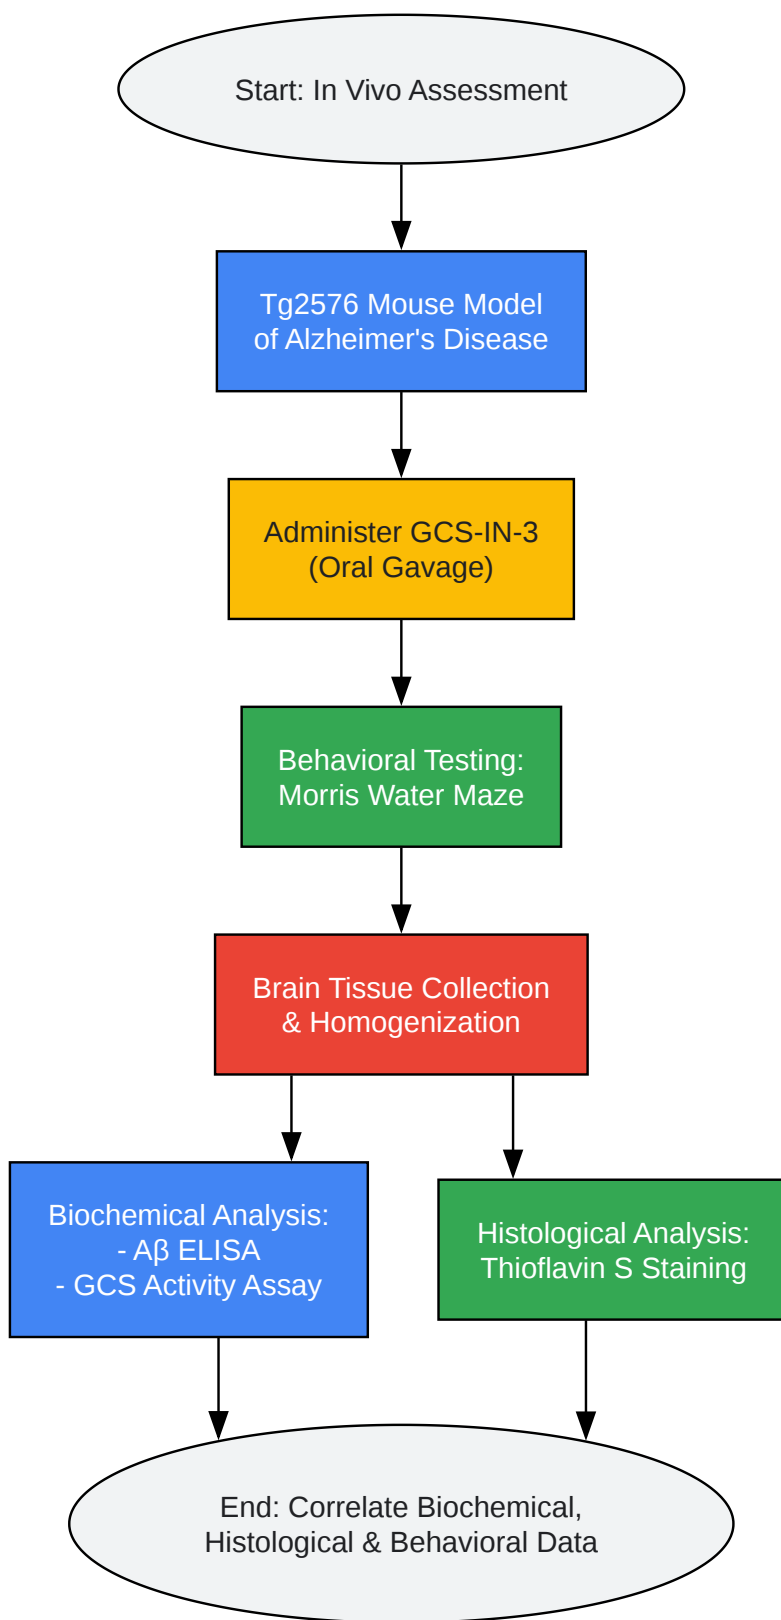 Start: In Vivo Assessment
Tg2576 Mouse Model
of Alzheimer's Disease
Administer GCS-IN-3
(Oral Gavage)
Behavioral Testing:
Morris Water Maze
Brain Tissue Collection
& Homogenization
Biochemical Analysis:
- Aβ ELISA
- GCS Activity Assay
Histological Analysis:
Thioflavin S Staining
End: Correlate Biochemical,
Histological & Behavioral Data